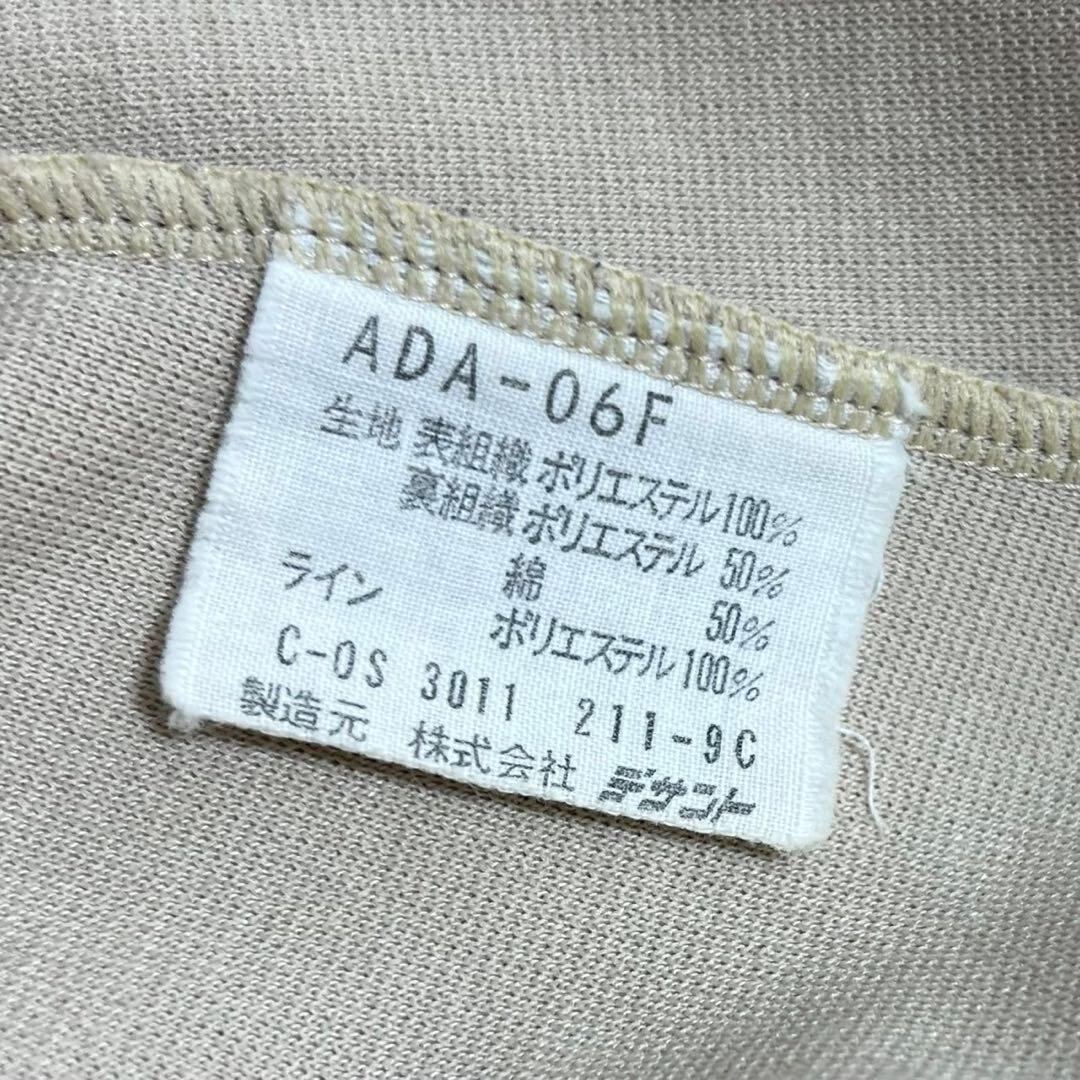 ADA-06F
生地 表組織 ポリエステル100%
裏組織 ポリエステル 50%
綿 50%
ライン ポリエステル100%
C-OS 3011 211-9C
製造元 株式会社 デサント